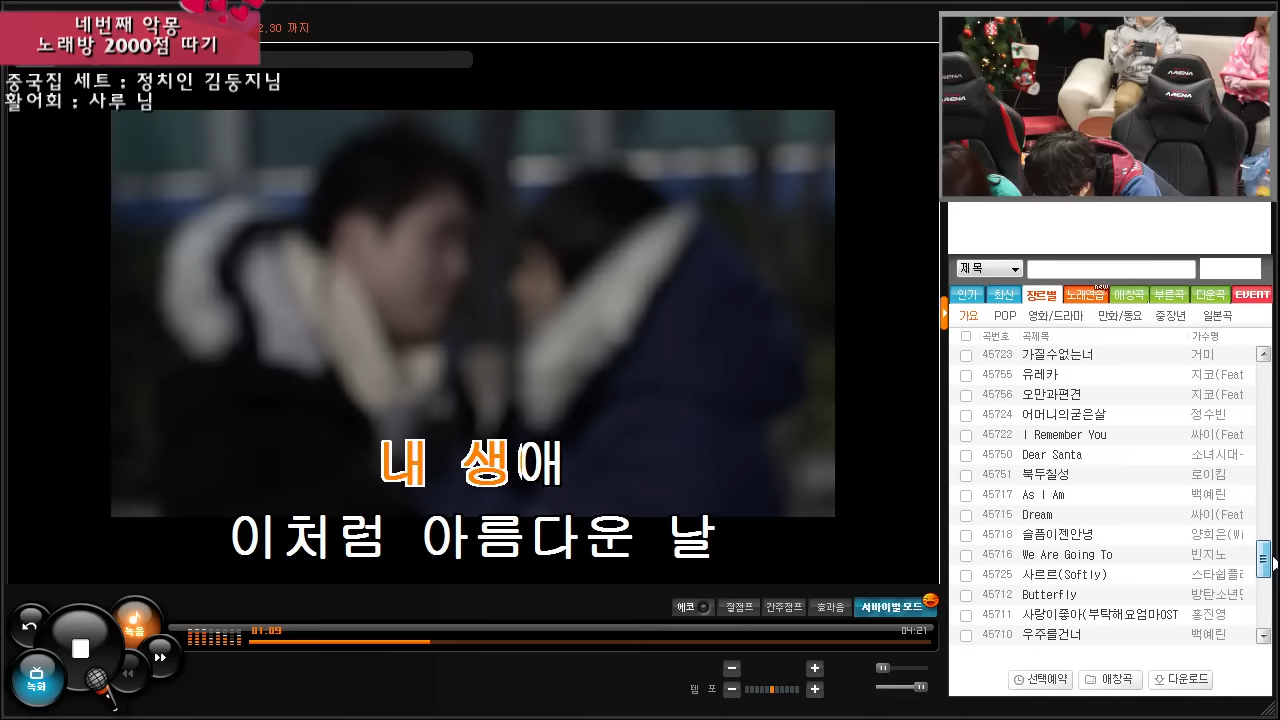 네번째 악몽
노래방 2000점 따기
2,30 까지
중국집 세트 : 정치인 김둥지님
활어회 : 사루 님
ARENA
ARENA
ARENA
ARENA
내 생애
이처럼 아름다운 날
제목
인기 최신 장르별 노래연습 new 애창곡 부른곡 다운곡 EVENT
가요 POP 영화/드라마 만화/동요 중장년 일본곡
곡번호 곡제목 가수명
45723 가질수없는너 거미
45755 유레카 지코(Feat
45756 오만과편견 지코(Feat
45724 어머니의굳은살 정수빈
45722 I Remember You 싸이(Feat
45750 Dear Santa 소녀시대-
45751 북두칠성 로이킴
45717 As I Am 백예린
45715 Dream 싸이(Feat
45718 슬픔이젠안녕 양희은(Wi
45716 We Are Going To 빈지노
45725 사르르(Softly) 스타쉽플
45712 Butterfly 방탄소년
45711 사랑이좋아(부탁해요엄마OST 홍진영
45710 우주를건너 백예린
선택예약 애창곡 다운로드
에코 절점프 간주점프 효과음 서바이벌 모드
녹음
01:09 04:21
녹화
템 포